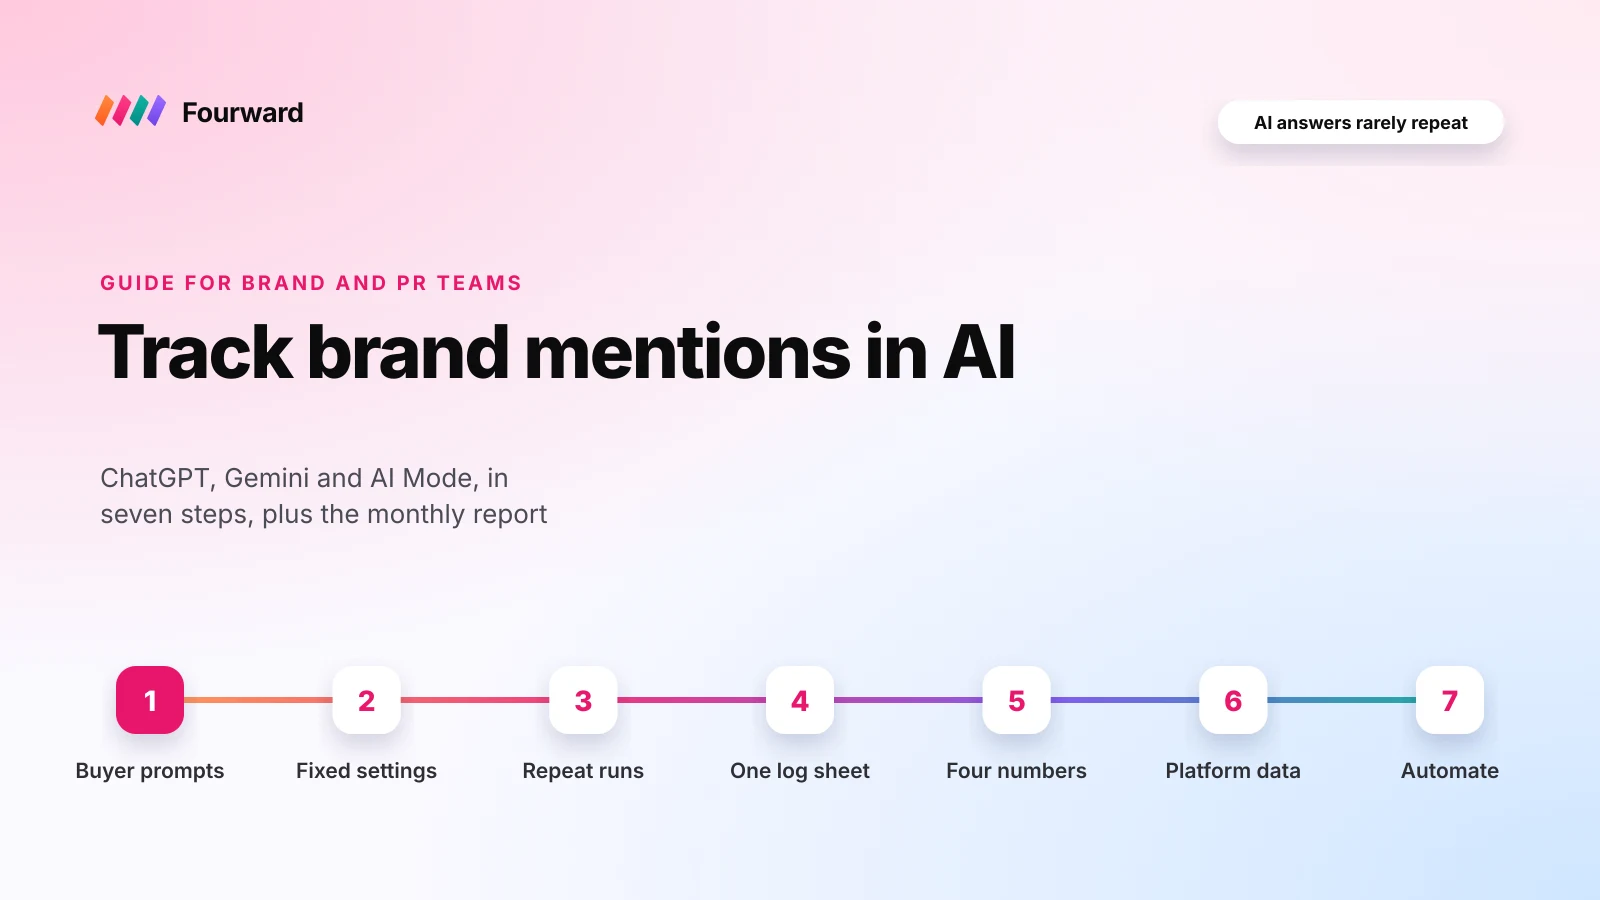 Fourward
AI answers rarely repeat
GUIDE FOR BRAND AND PR TEAMS
Track brand mentions in AI
ChatGPT, Gemini and AI Mode, in
seven steps, plus the monthly report
1
2
3
4
5
6
7
Buyer prompts
Fixed settings
Repeat runs
One log sheet
Four numbers
Platform data
Automate